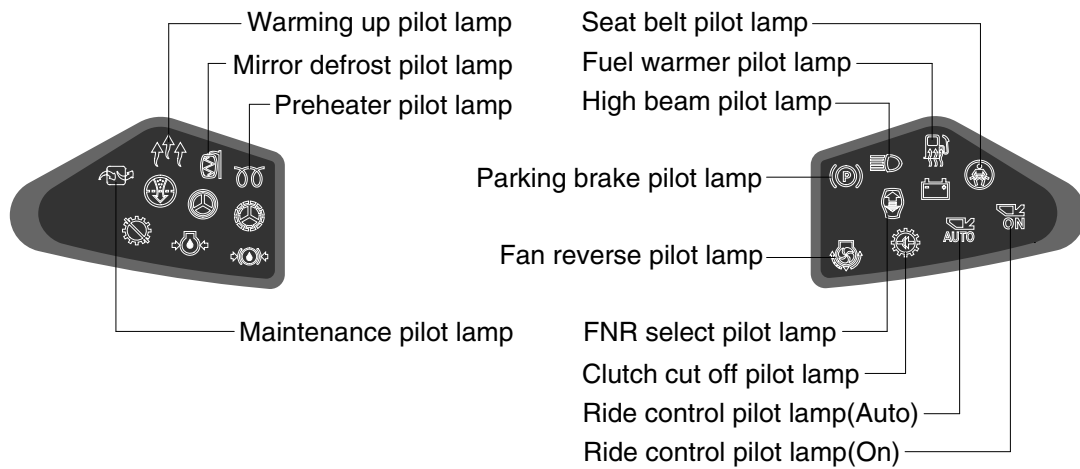 Warming up pilot lamp
Mirror defrost pilot lamp
Preheater pilot lamp
Maintenance pilot lamp
Seat belt pilot lamp
Fuel warmer pilot lamp
High beam pilot lamp
Parking brake pilot lamp
Fan reverse pilot lamp
P
AUTO
ON
FNR select pilot lamp
Clutch cut off pilot lamp
Ride control pilot lamp(Auto)
Ride control pilot lamp(On)